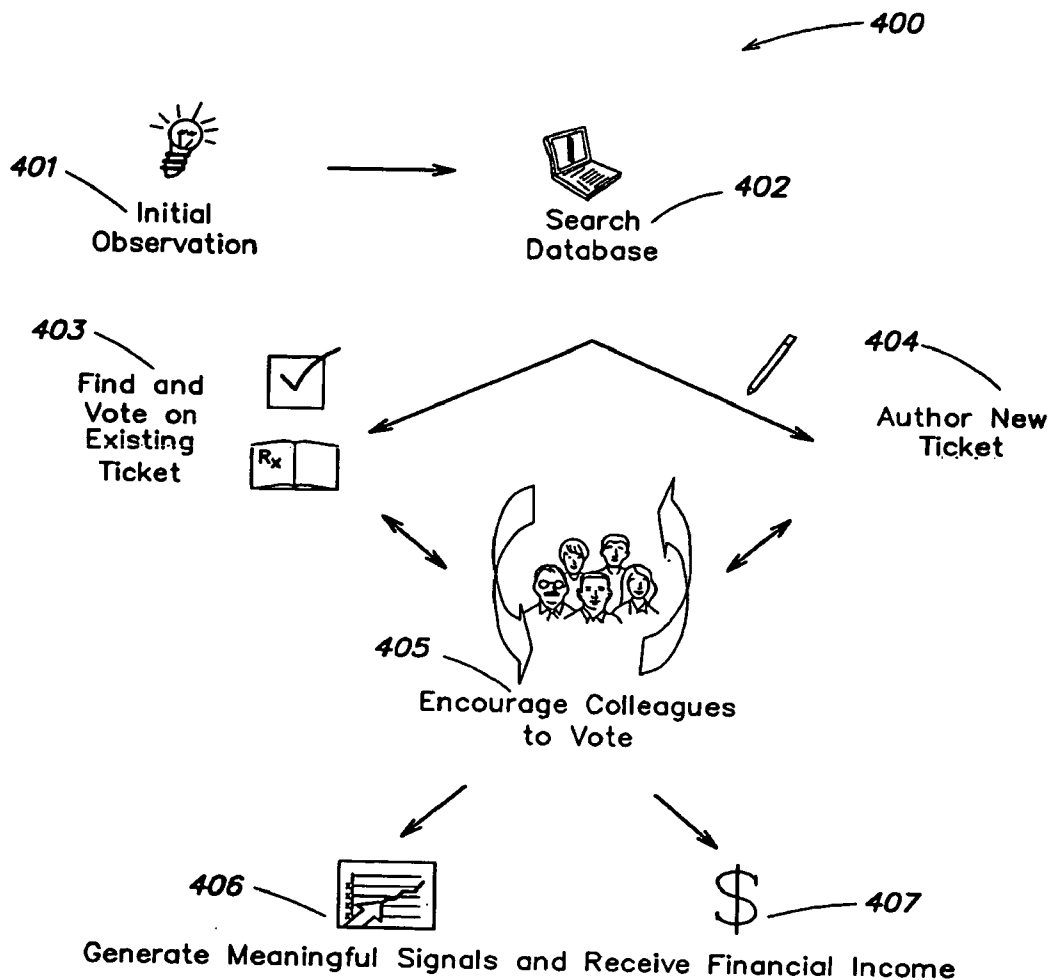 400
401
Initial
Observation
402
Search
Database
403
Find and
Vote on
Existing
Ticket
Rx
404
Author New
Ticket
405
Encourage Colleagues
to Vote
406
$
407
Generate Meaningful Signals and Receive Financial Income